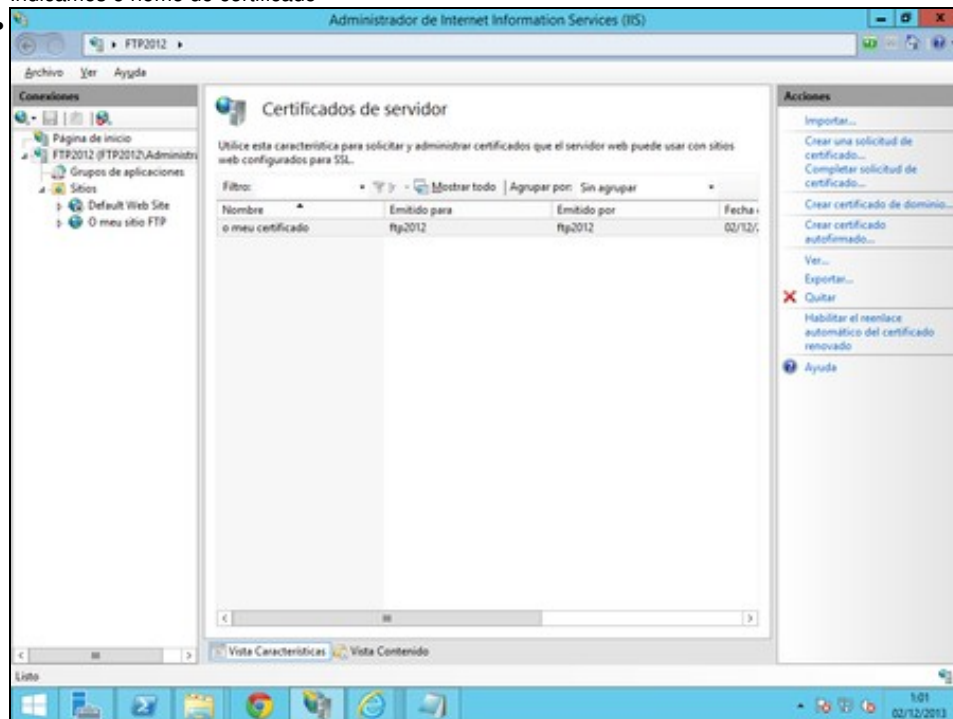 Indicamos o nome do certificado
Administrador de Internet Information Services (IIS)
FTP2012
Archivo Ver Ayuda
Conexiones
Página de inicio
FTP2012 (FTP2012\Administr
Grupos de aplicaciones
Sitios
Default Web Site
O meu sitio FTP
Certificados de servidor
Utilice esta característica para solicitar y administrar certificados que el servidor web puede usar con sitios
web configurados para SSL.
Filtro: Mostrar todo Agrupar por: Sin agrupar
Nombre Emitido para Emitido por Fecha
o meu certificado ftp2012 ftp2012 02/12/
Vista Características Vista Contenido
Acciones
Importar...
Crear una solicitud de
certificado...
Completar solicitud de
certificado...
Crear certificado de dominio...
Crear certificado
autofirmado...
Ver...
Exportar...
Quitar
Habilitar el reenlace
automático del certificado
renovado
Ayuda
Listo
1:01
02/12/2013